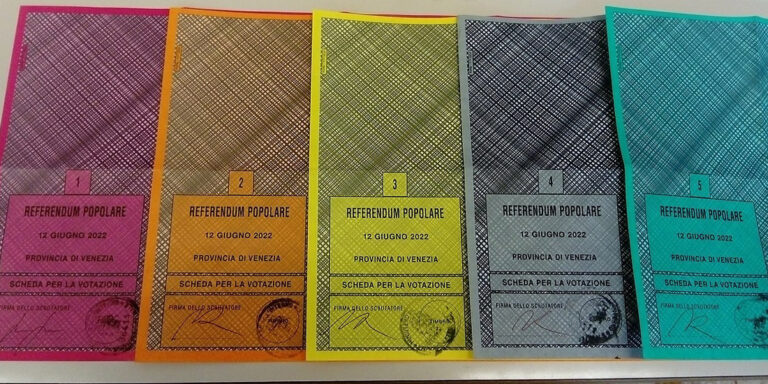 1
REFERENDUM POPOLARE
12 GIUGNO 2022
PROVINCIA DI VENEZIA
SCHEDA PER LA VOTAZIONE
FIRMA DELLO SCRUTATORE
2
REFERENDUM POPOLARE
12 GIUGNO 2022
PROVINCIA DI VENEZIA
SCHEDA PER LA VOTAZIONE
FIRMA DELLO SCRUTATORE
3
REFERENDUM POPOLARE
12 GIUGNO 2022
PROVINCIA DI VENEZIA
SCHEDA PER LA VOTAZIONE
FIRMA DELLO SCRUTATORE
4
REFERENDUM POPOLARE
12 GIUGNO 2022
PROVINCIA DI VENEZIA
SCHEDA PER LA VOTAZIONE
FIRMA DELLO SCRUTATORE
5
REFERENDUM POPOLARE
12 GIUGNO 2022
PROVINCIA DI VENEZIA
SCHEDA PER LA VOTAZIONE
FIRMA DELLO SCRUTATORE